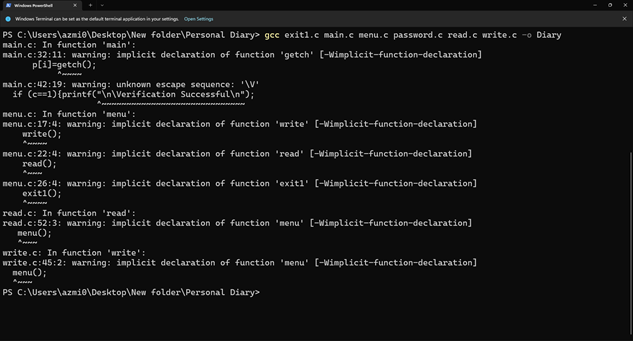 Windows PowerShell
Windows Terminal can be set as the default terminal application in your settings. Open Settings
PS C:\Users\azmi0\Desktop\New folder\Personal Diary> gcc exit1.c main.c menu.c password.c read.c write.c -o Diary
main.c: In function 'main':
main.c:32:11: warning: implicit declaration of function 'getch' [-Wimplicit-function-declaration]
p[i]=getch();
^~~~~
main.c:42:19: warning: unknown escape sequence: '\V'
if (c==1){printf("\n\Verification Successful\n");
^~~~~~~~~~~~~~~~~~~~~~~~~~~~~~
menu.c: In function 'menu':
menu.c:17:4: warning: implicit declaration of function 'write' [-Wimplicit-function-declaration]
write();
^~~~~
menu.c:22:4: warning: implicit declaration of function 'read' [-Wimplicit-function-declaration]
read();
^~~~
menu.c:26:4: warning: implicit declaration of function 'exit1' [-Wimplicit-function-declaration]
exit1();
^~~~~
read.c: In function 'read':
read.c:52:3: warning: implicit declaration of function 'menu' [-Wimplicit-function-declaration]
menu();
^~~~
write.c: In function 'write':
write.c:45:2: warning: implicit declaration of function 'menu' [-Wimplicit-function-declaration]
menu();
^~~~
PS C:\Users\azmi0\Desktop\New folder\Personal Diary>